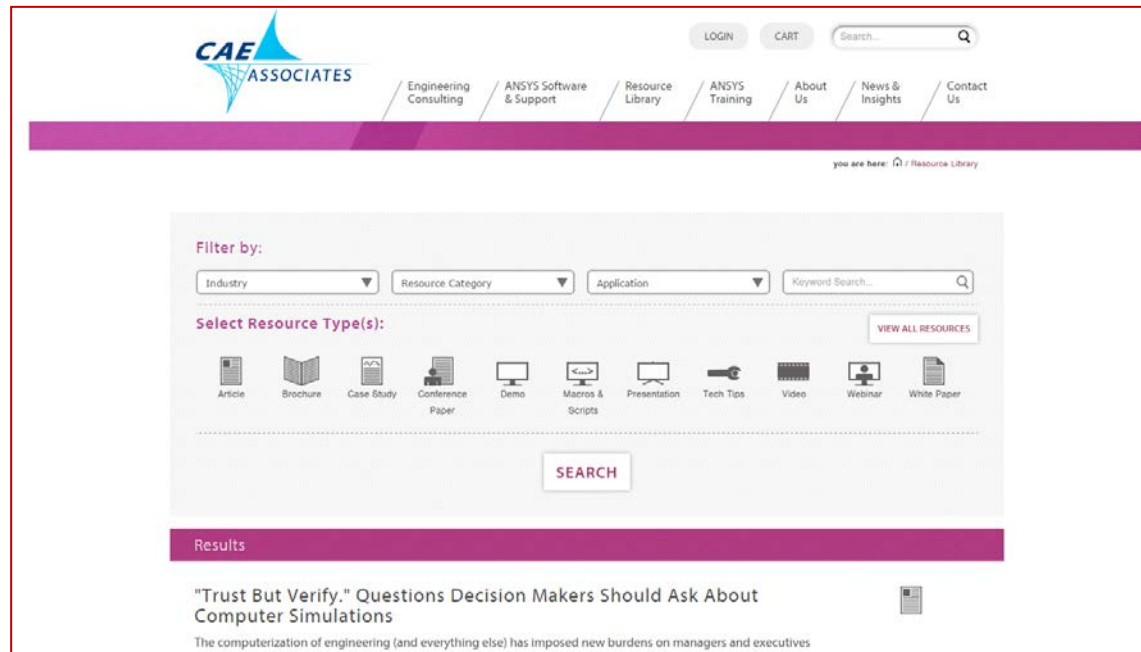 CAE
ASSOCIATES
LOGIN CART Search...
Engineering Consulting
ANSYS Software & Support
Resource Library
ANSYS Training
About Us
News & Insights
Contact Us
you are here: / Resource Library
Filter by:
Industry Resource Category Application Keyword Search...
Select Resource Type(s):
VIEW ALL RESOURCES
<...>
Article Brochure Case Study Conference Paper Demo Macros & Scripts Presentation Tech Tips Video Webinar White Paper
SEARCH
Results
"Trust But Verify." Questions Decision Makers Should Ask About
Computer Simulations
The computerization of engineering (and everything else) has imposed new burdens on managers and executives